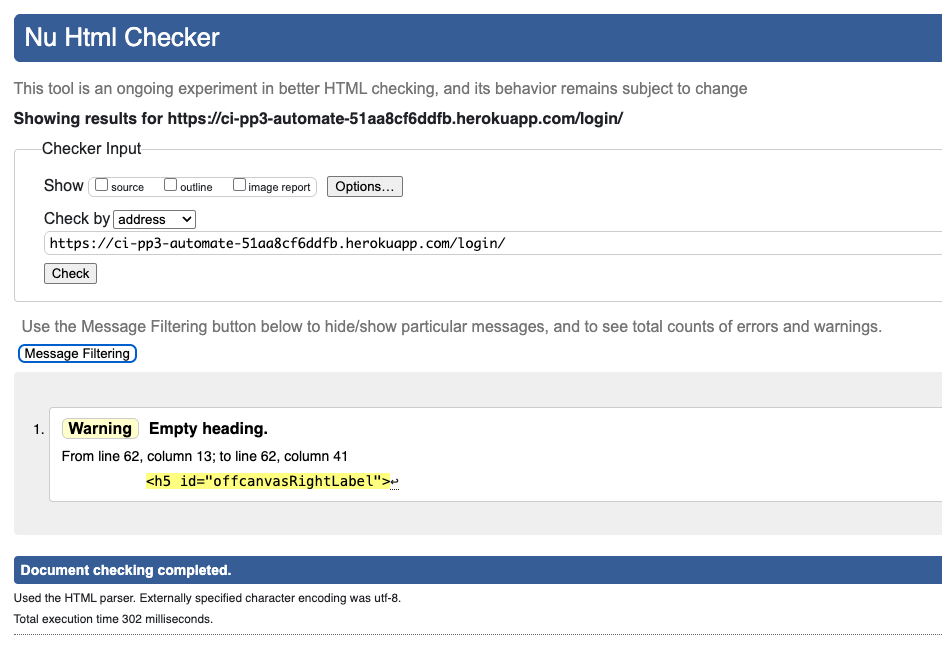 Nu Html Checker
This tool is an ongoing experiment in better HTML checking, and its behavior remains subject to change
Showing results for https://ci-pp3-automate-51aa8cf6ddfb.herokuapp.com/login/
Checker Input
Show source outline image report Options...
Check by address
https://ci-pp3-automate-51aa8cf6ddfb.herokuapp.com/login/
Check
Use the Message Filtering button below to hide/show particular messages, and to see total counts of errors and warnings.
Message Filtering
1. Warning Empty heading.
From line 62, column 13; to line 62, column 41
<h5 id="offcanvasRightLabel">↩
Document checking completed.
Used the HTML parser. Externally specified character encoding was utf-8.
Total execution time 302 milliseconds.